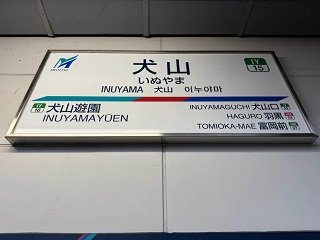 犬山
いぬやま
INUYAMA 犬山 이누야마
IY
15
IY
16
犬山遊園
INUYAMAYŪEN
INUYAMAGUCHI 犬山口
HAGURO 羽黒
TOMIOKA-MAE 富岡前